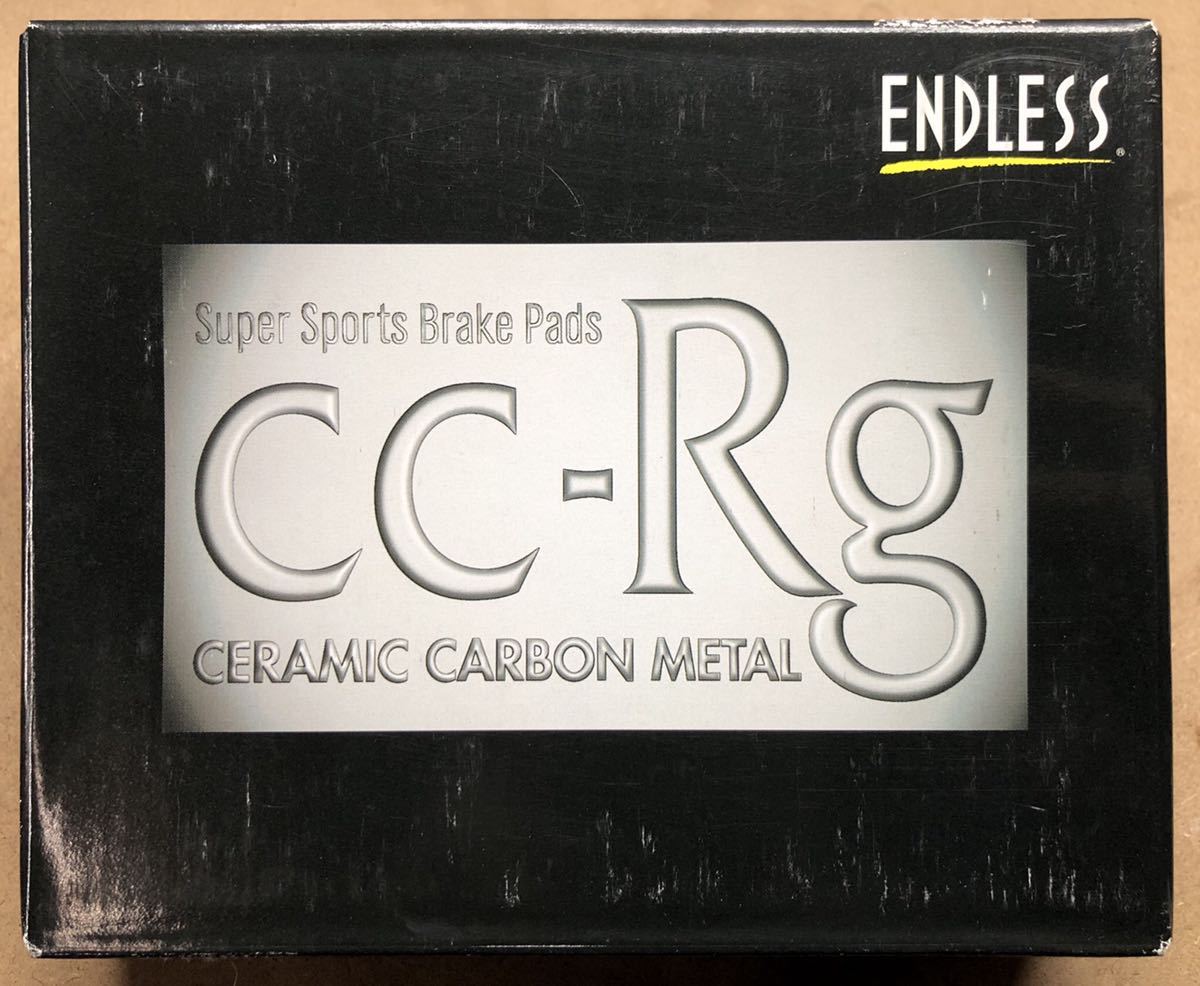 ENDLESS®
Super Sports Brake Pads
CC-Rg
CERAMIC CARBON METAL